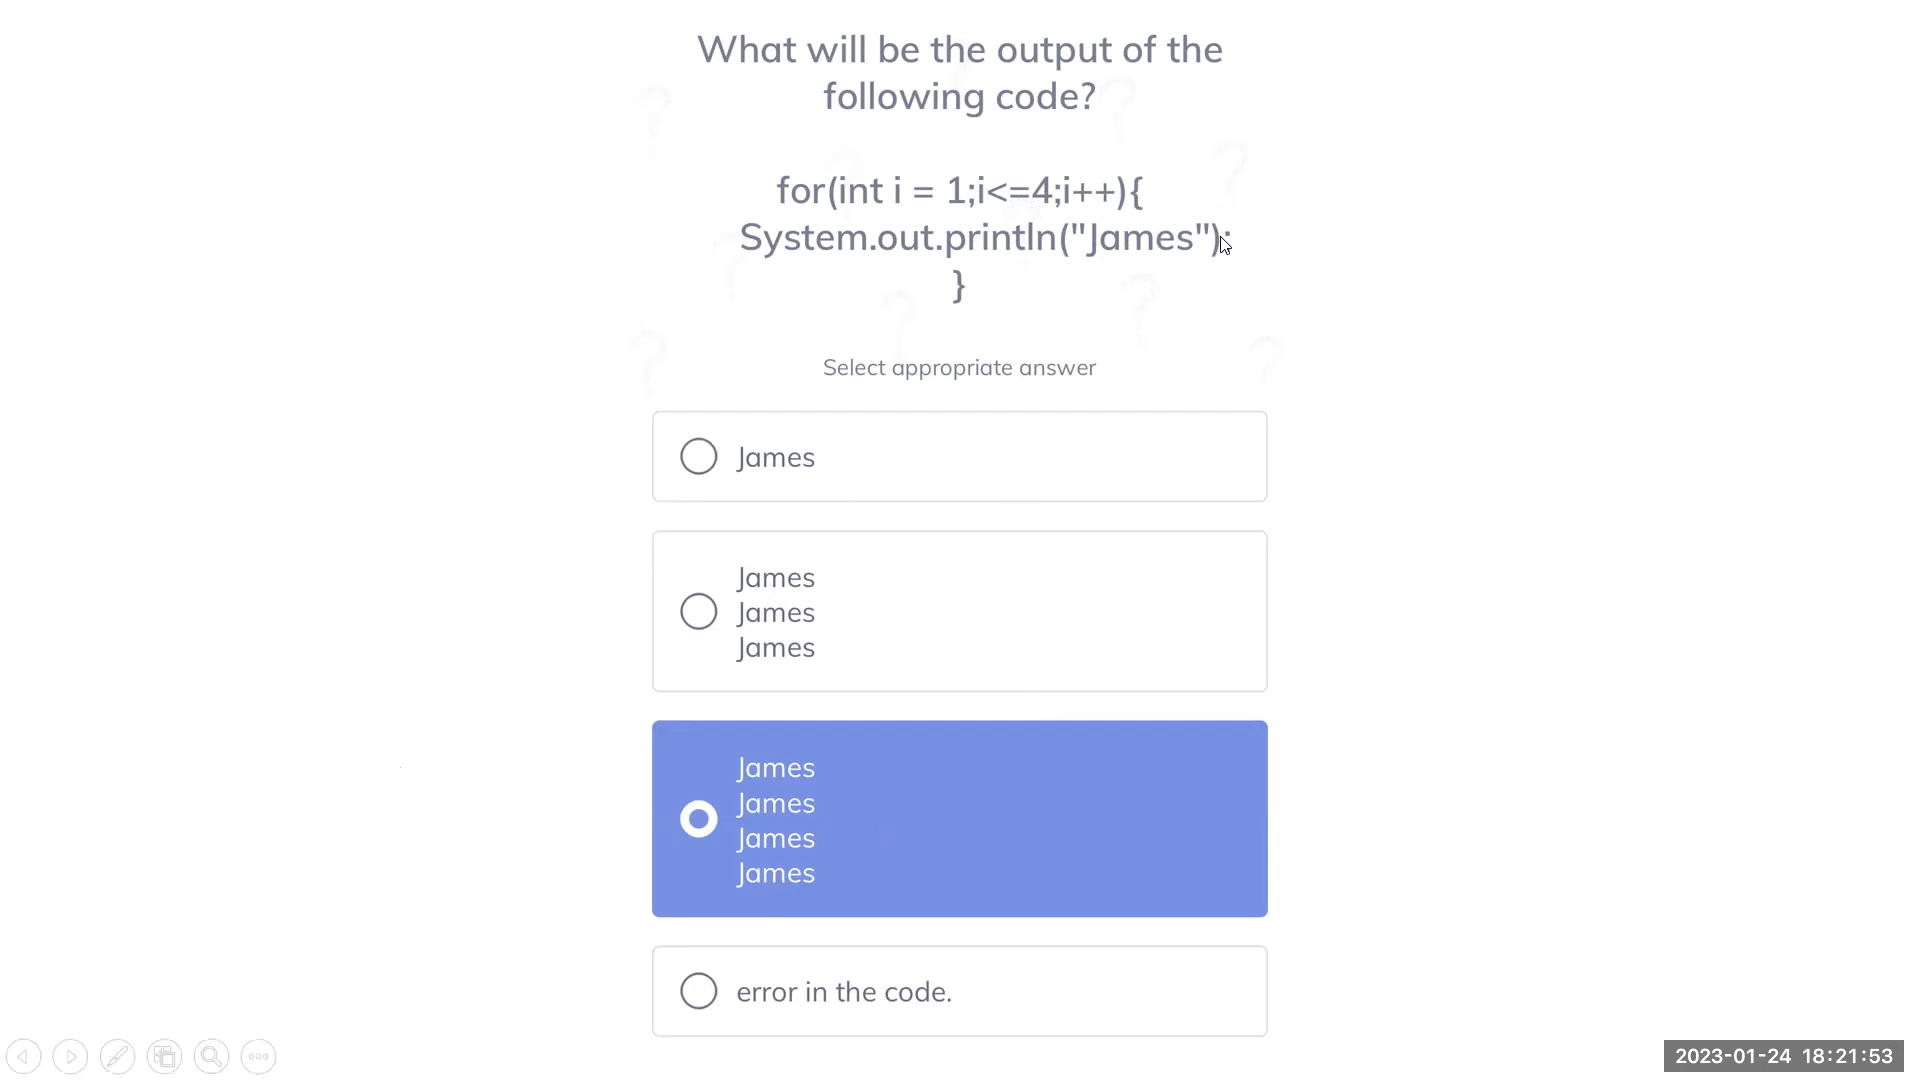 What will be the output of the
following code?
for(int i = 1;i<=4;i++){
System.out.println("James");
}
Select appropriate answer
James
James
James
James
James
James
James
James
error in the code.
2023-01-24 18:21:53